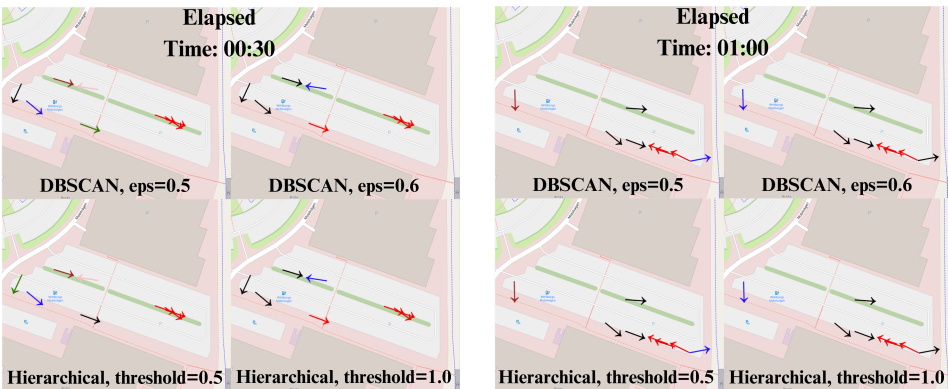 Elapsed
Time: 00:30
DBSCAN, eps=0.5
DBSCAN, eps=0.6
Hierarchical, threshold=0.5
Hierarchical, threshold=1.0
Elapsed
Time: 01:00
DBSCAN, eps=0.5
DBSCAN, eps=0.6
Hierarchical, threshold=0.5
Hierarchical, threshold=1.0